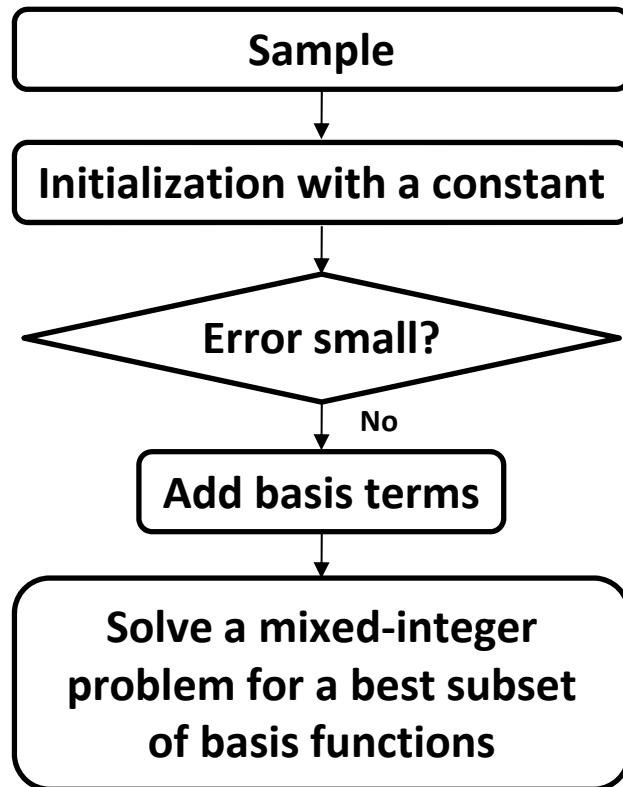 Sample
Initialization with a constant
Error small?
No
Add basis terms
Solve a mixed-integer
problem for a best subset
of basis functions